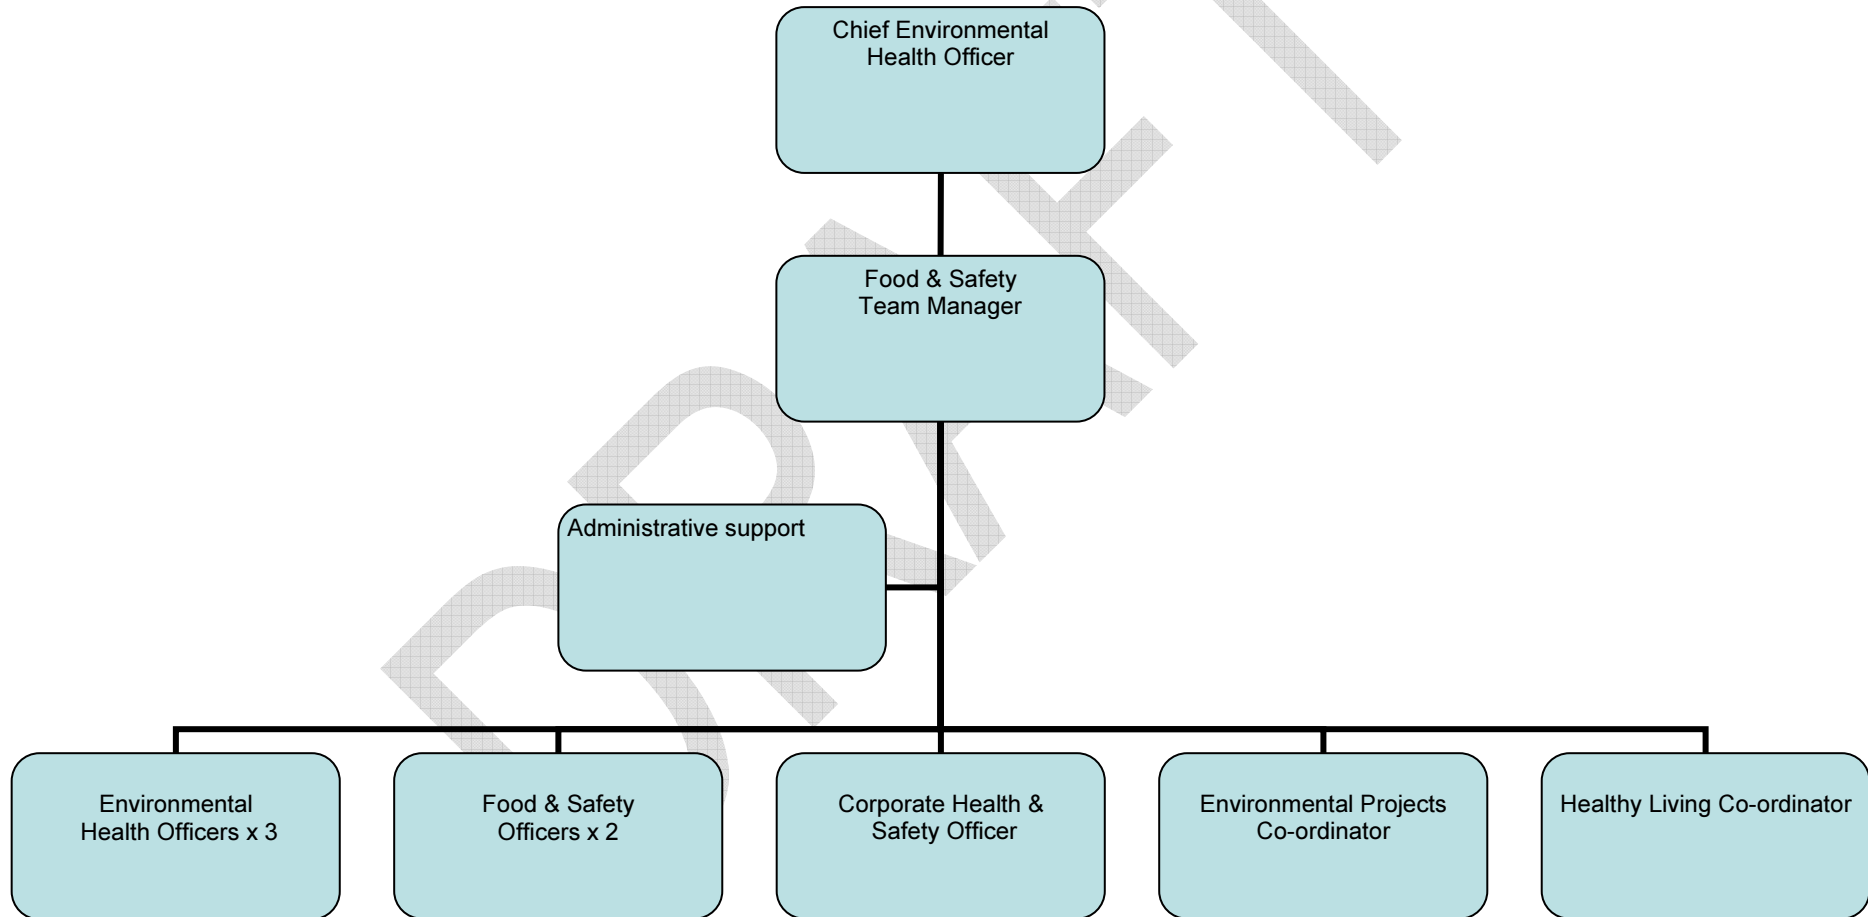 Chief Environmental
Health Officer
Food & Safety
Team Manager
Administrative support
Environmental
Health Officers x 3
Food & Safety
Officers x 2
Corporate Health &
Safety Officer
Environmental Projects
Co-ordinator
Healthy Living Co-ordinator
DRAFT